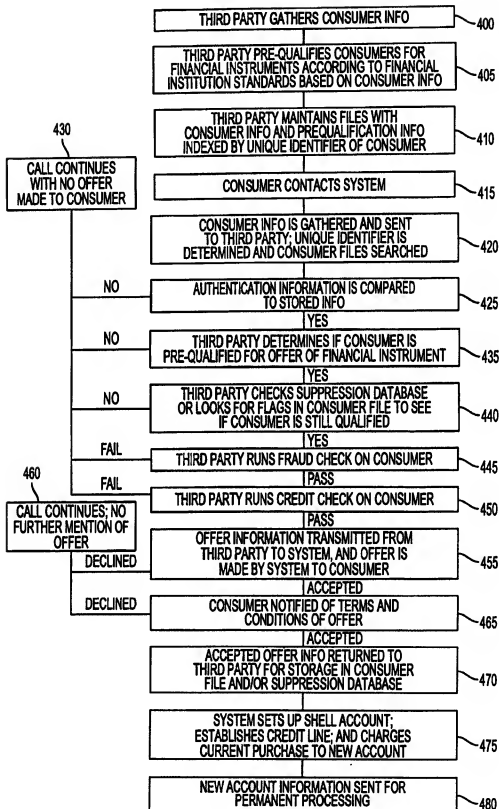 THIRD PARTY GATHERS CONSUMER INFO
400
THIRD PARTY PRE-QUALIFIES CONSUMERS FOR
FINANCIAL INSTRUMENTS ACCORDING TO FINANCIAL
INSTITUTION STANDARDS BASED ON CONSUMER INFO
405
THIRD PARTY MAINTAINS FILES WITH
CONSUMER INFO AND PREQUALIFICATION INFO
INDEXED BY UNIQUE IDENTIFIER OF CONSUMER
410
430
CALL CONTINUES
WITH NO OFFER
MADE TO CONSUMER
CONSUMER CONTACTS SYSTEM
415
CONSUMER INFO IS GATHERED AND SENT
TO THIRD PARTY; UNIQUE IDENTIFIER IS
DETERMINED AND CONSUMER FILES SEARCHED
420
NO
AUTHENTICATION INFORMATION IS COMPARED
TO STORED INFO
425
YES
NO
THIRD PARTY DETERMINES IF CONSUMER IS
PRE-QUALIFIED FOR OFFER OF FINANCIAL INSTRUMENT
435
YES
NO
THIRD PARTY CHECKS SUPPRESSION DATABASE
OR LOOKS FOR FLAGS IN CONSUMER FILE TO SEE
IF CONSUMER IS STILL QUALIFIED
440
YES
FAIL
THIRD PARTY RUNS FRAUD CHECK ON CONSUMER
445
PASS
FAIL
THIRD PARTY RUNS CREDIT CHECK ON CONSUMER
450
PASS
460
CALL CONTINUES; NO
FURTHER MENTION OF
OFFER
DECLINED
OFFER INFORMATION TRANSMITTED FROM
THIRD PARTY TO SYSTEM, AND OFFER IS
MADE BY SYSTEM TO CONSUMER
455
ACCEPTED
DECLINED
CONSUMER NOTIFIED OF TERMS AND
CONDITIONS OF OFFER
465
ACCEPTED
ACCEPTED OFFER INFO RETURNED TO
THIRD PARTY FOR STORAGE IN CONSUMER
FILE AND/OR SUPPRESSION DATABASE
470
SYSTEM SETS UP SHELL ACCOUNT;
ESTABLISHES CREDIT LINE; AND CHARGES
CURRENT PURCHASE TO NEW ACCOUNT
475
NEW ACCOUNT INFORMATION SENT FOR
PERMANENT PROCESSING
480